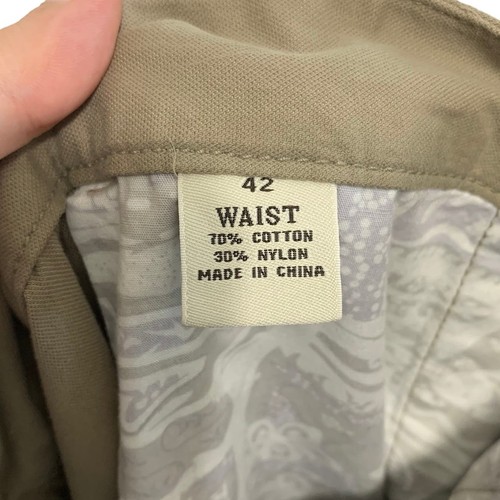 42
WAIST
70% COTTON
30% NYLON
MADE IN CHINA